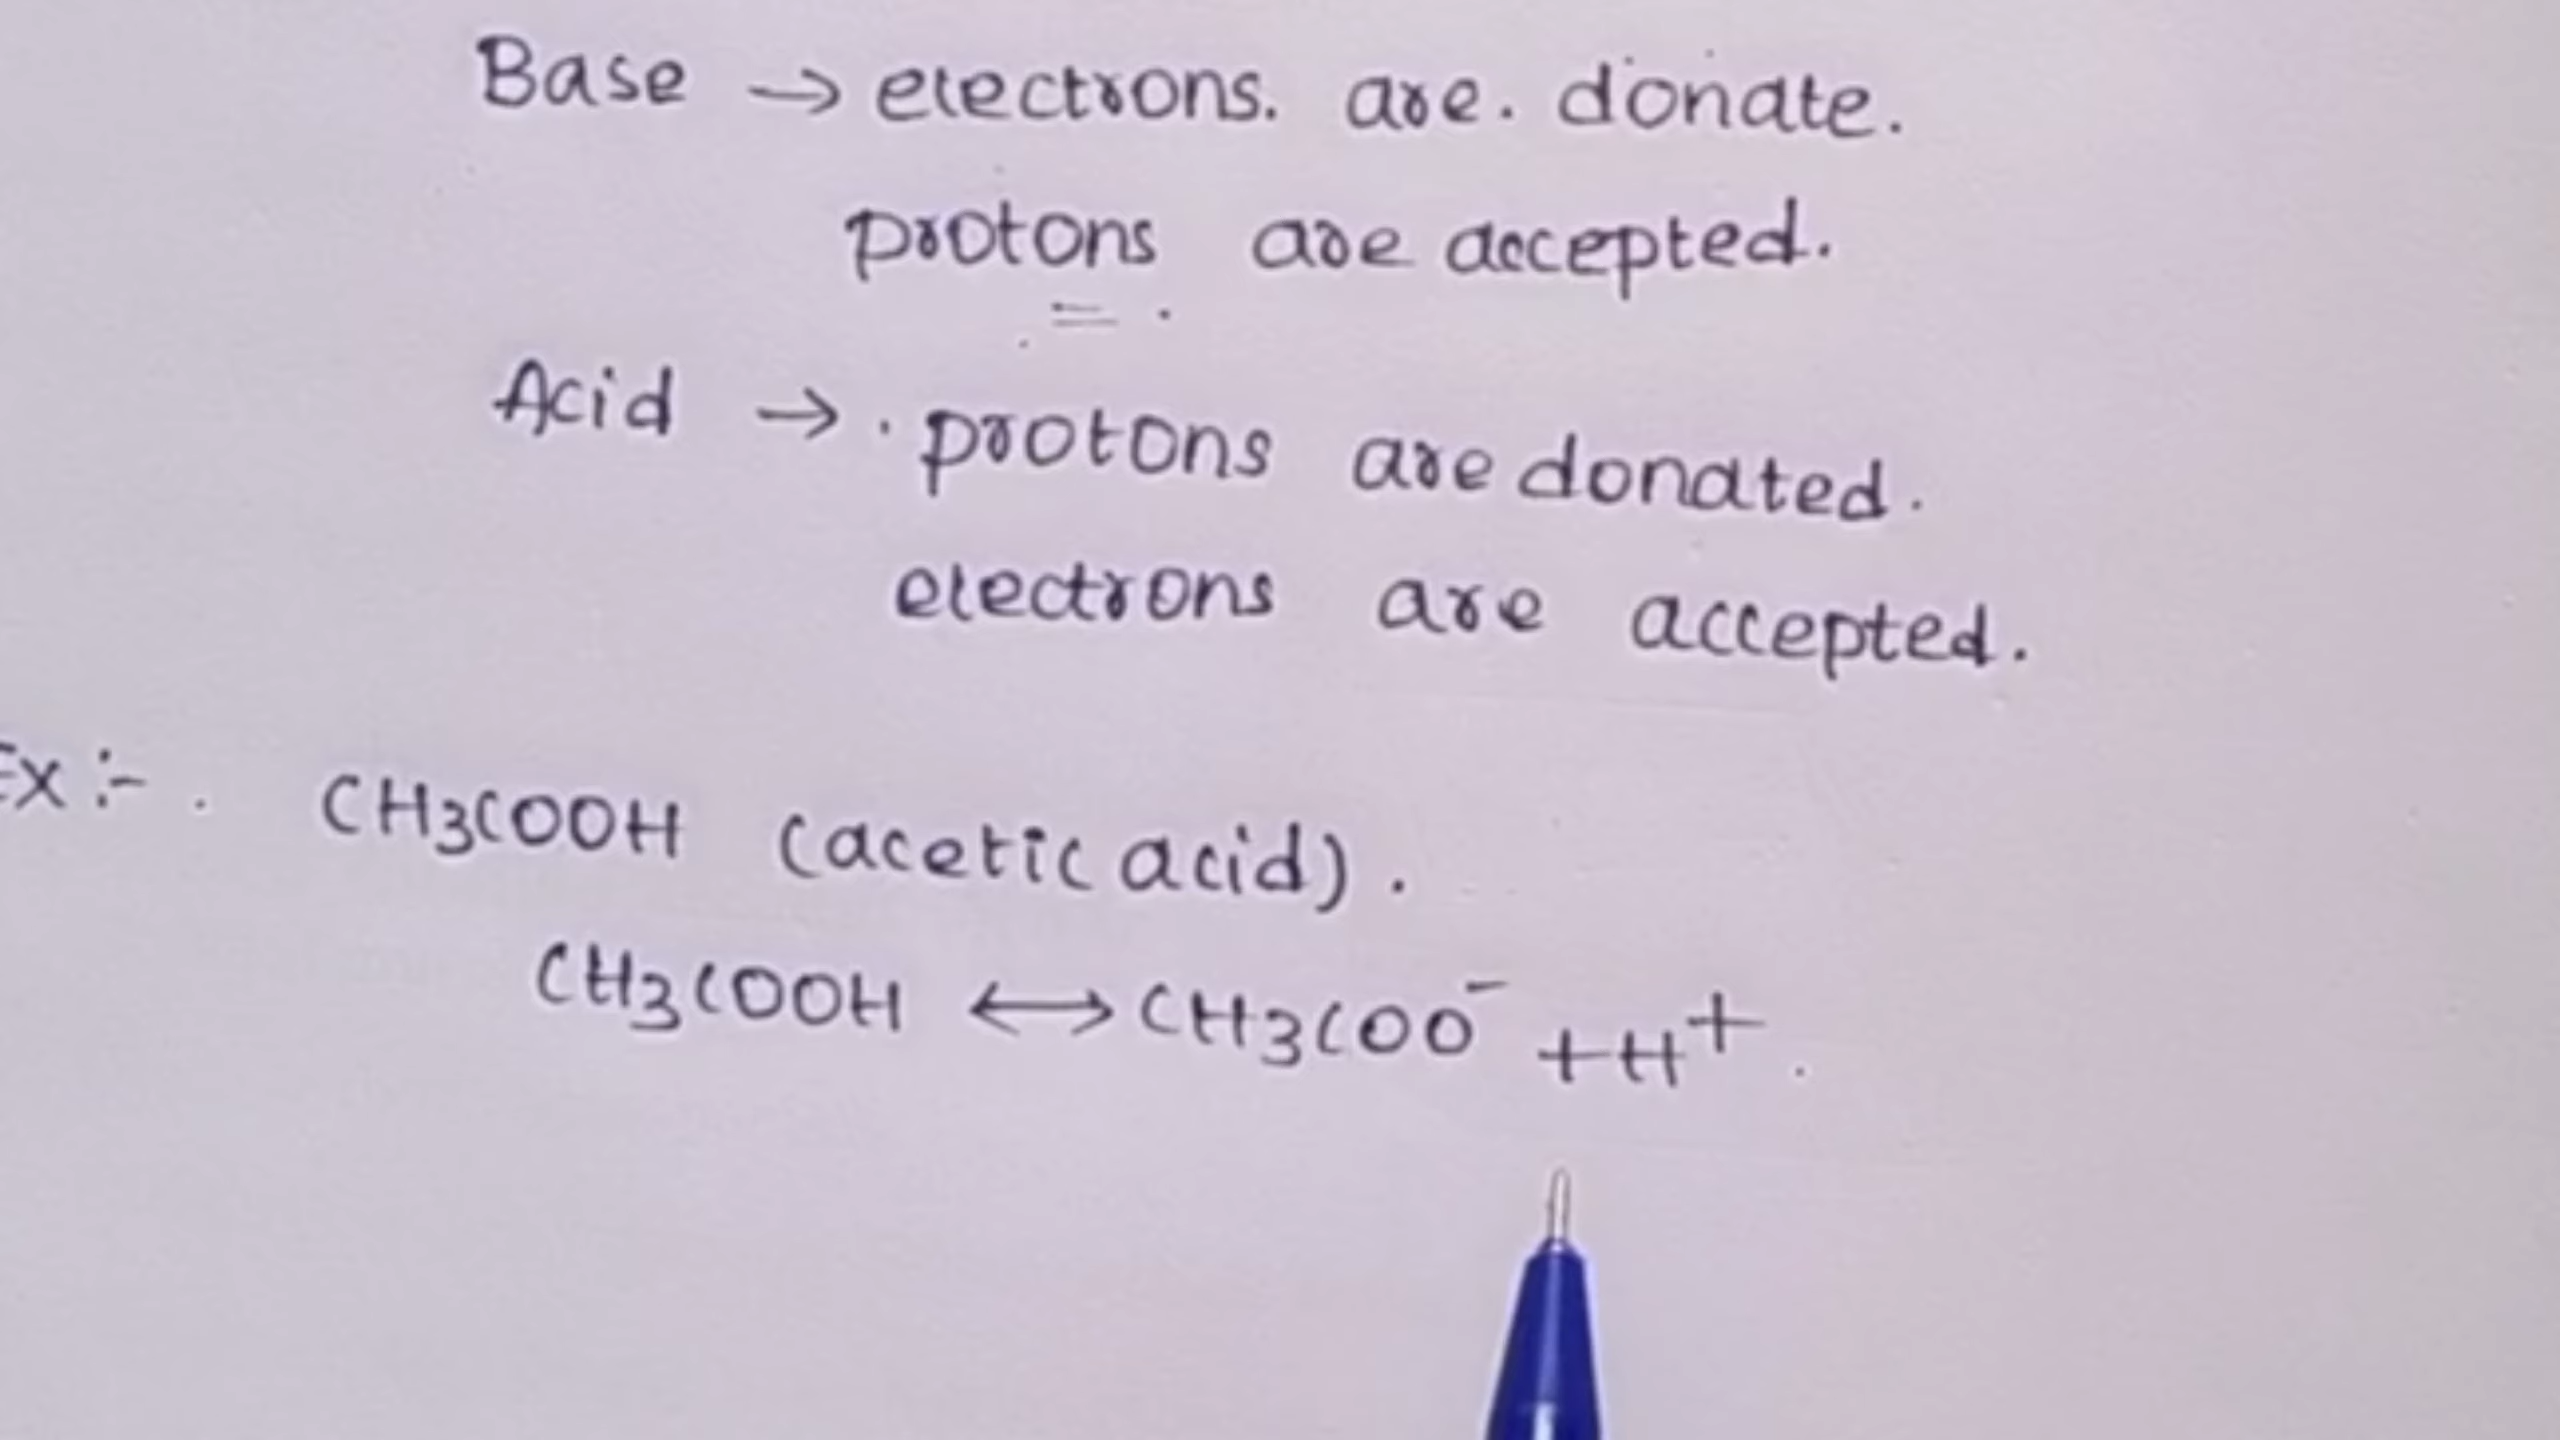 Base → electrons. are. donate.
protons are accepted.
Acid → . protons are donated.
electrons are accepted.
Ex :- . CH3COOH (acetic acid).
CH3COOH ⟷ CH3COO⁻ + H⁺.